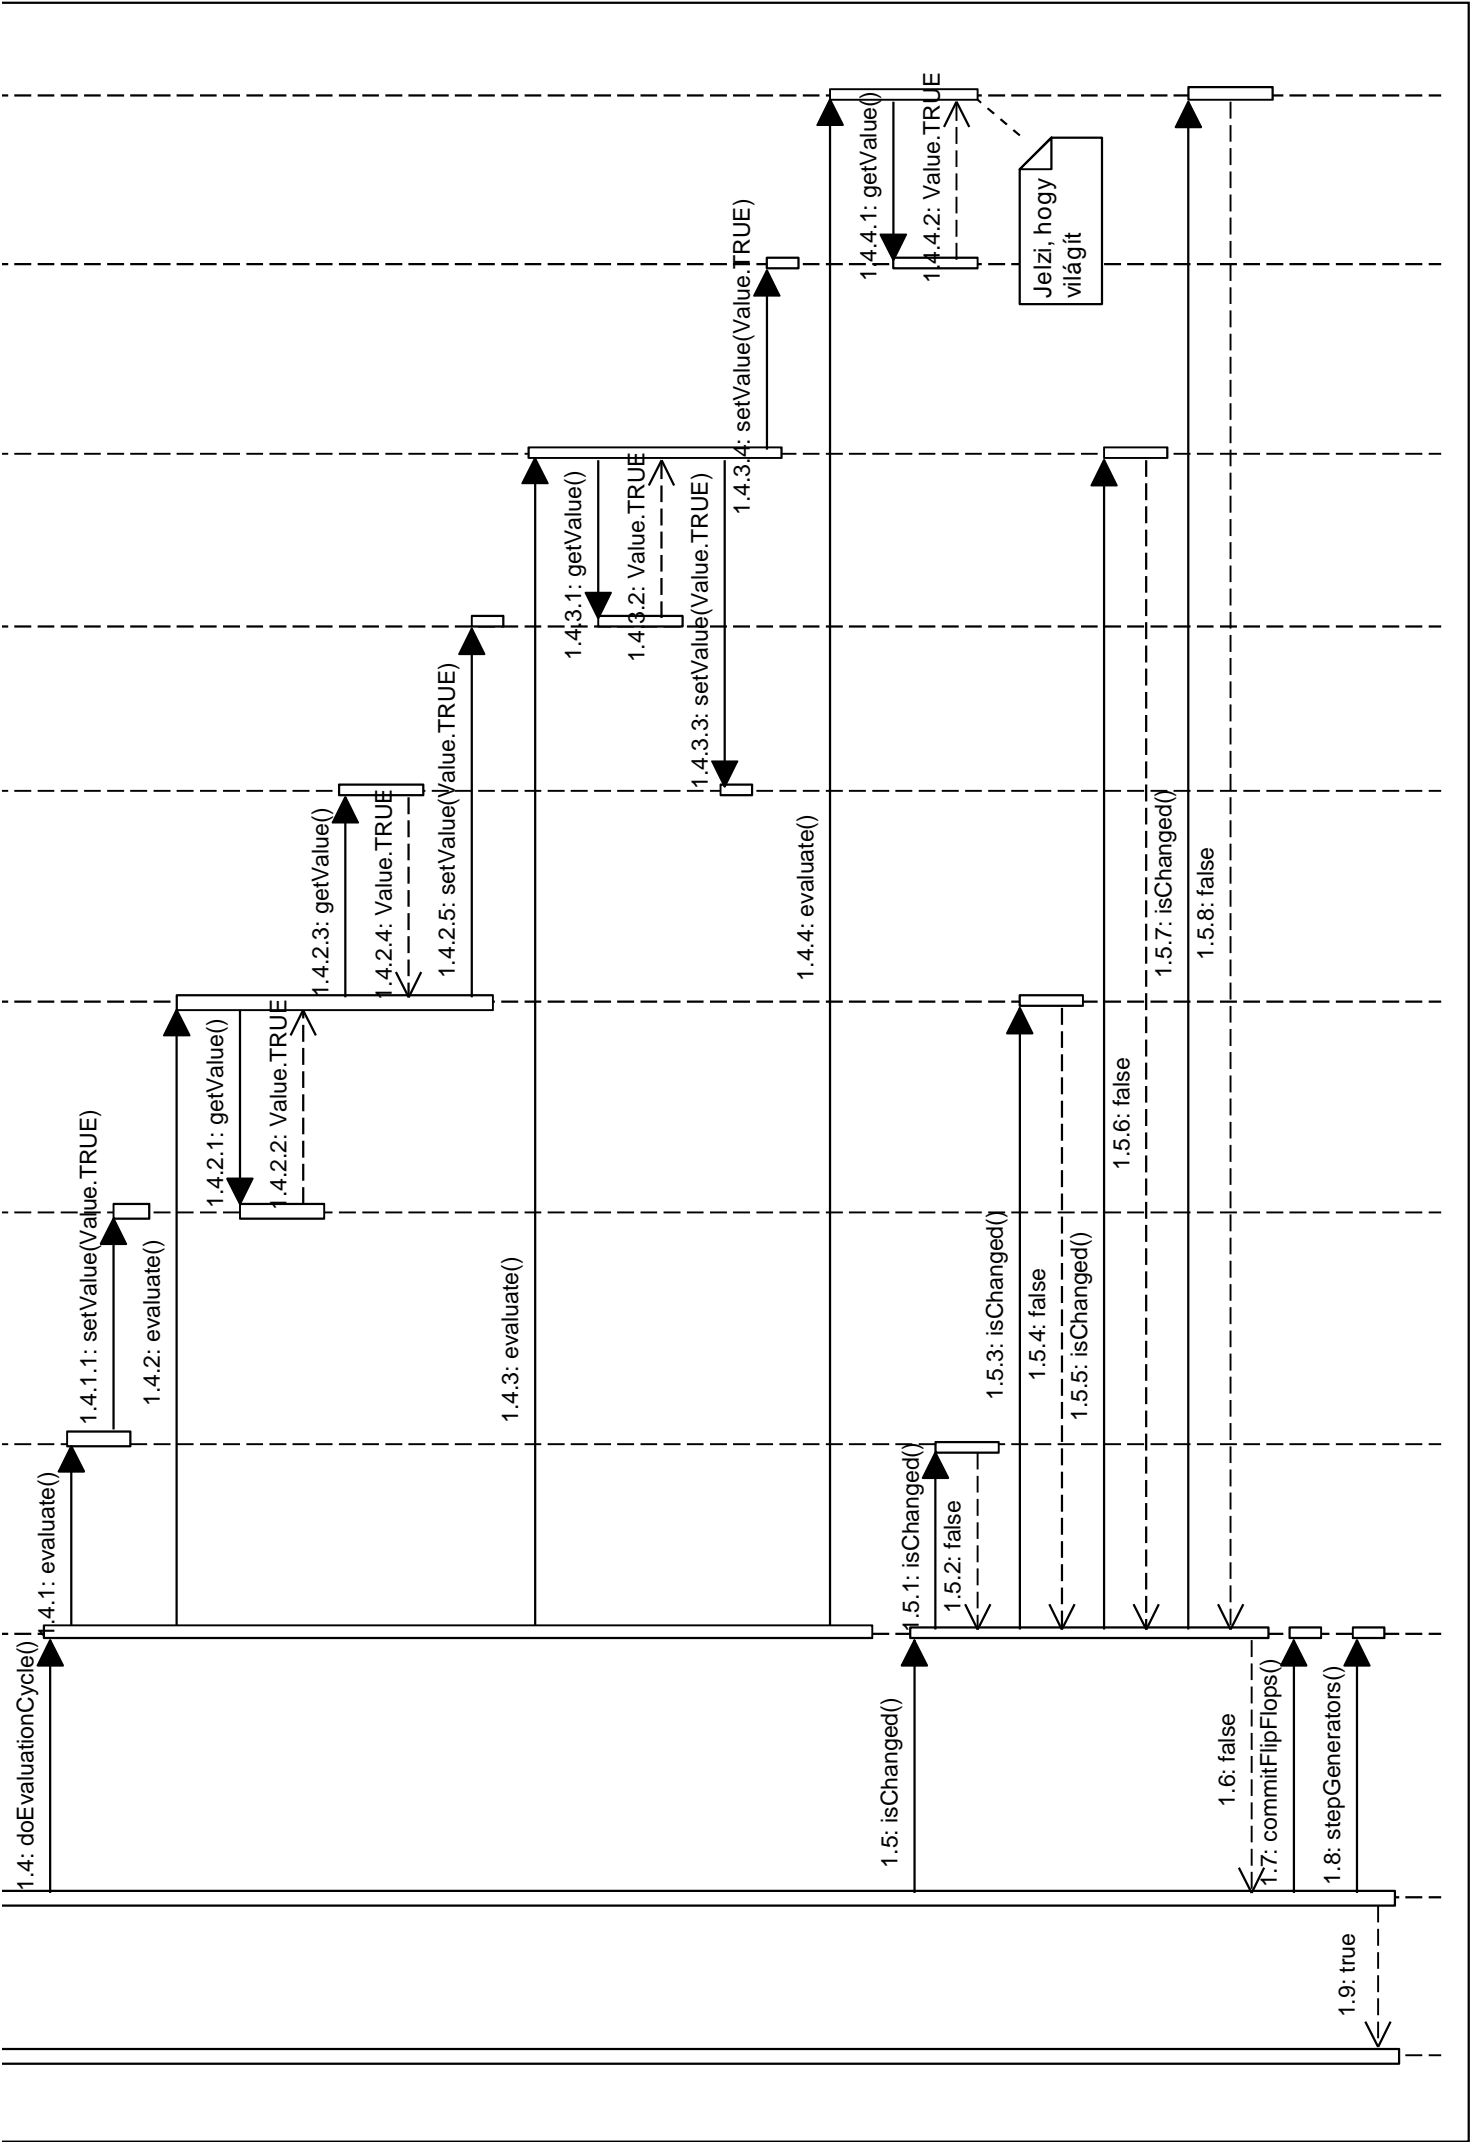 1.4: doEvaluationCycle()
1.4.1: evaluate()
1.4.1.1: setValue(Value.TRUE)
1.4.2: evaluate()
1.4.2.1: getValue()
1.4.2.2: Value.TRUE
1.4.2.3: getValue()
1.4.2.4: Value.TRUE
1.4.2.5: setValue(Value.TRUE)
1.4.3: evaluate()
1.4.3.1: getValue()
1.4.3.2: Value.TRUE
1.4.3.3: setValue(Value.TRUE)
1.4.3.4: setValue(Value.TRUE)
1.4.4: evaluate()
1.4.4.1: getValue()
1.4.4.2: Value.TRUE
Jelzi, hogy
világít
1.5: isChanged()
1.5.1: isChanged()
1.5.2: false
1.5.3: isChanged()
1.5.4: false
1.5.5: isChanged()
1.5.6: false
1.5.7: isChanged()
1.5.8: false
1.6: false
1.7: commitFlipFlops()
1.8: stepGenerators()
1.9: true